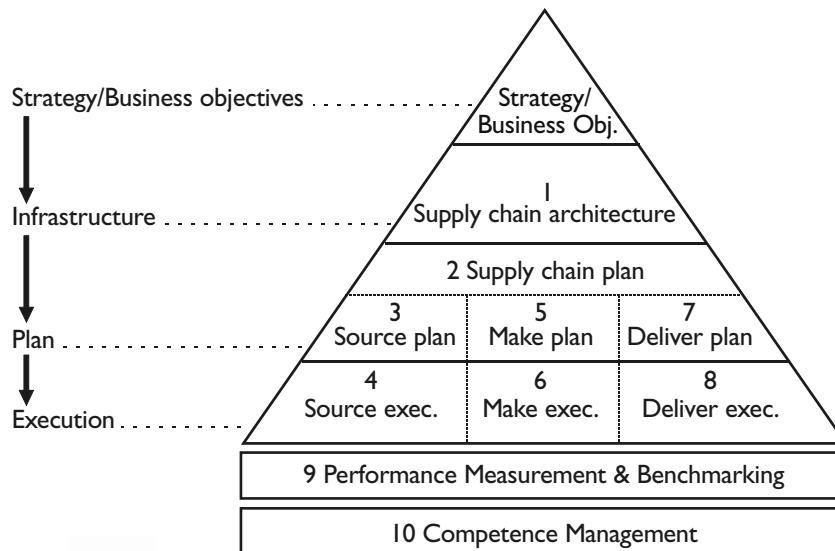 Strategy/Business objectives
Infrastructure
Plan
Execution
Strategy/
Business Obj.
1
Supply chain architecture
2 Supply chain plan
3
Source plan
5
Make plan
7
Deliver plan
4
Source exec.
6
Make exec.
8
Deliver exec.
9 Performance Measurement & Benchmarking
10 Competence Management